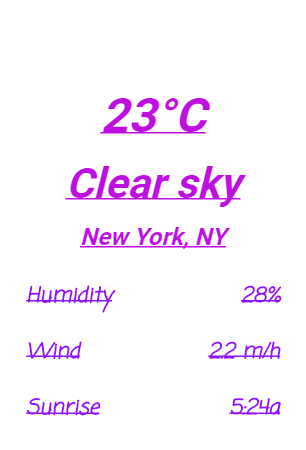 23°C
Clear sky
New York, NY
Humidity 28%
Wind 2.2 m/h
Sunrise 5:24a